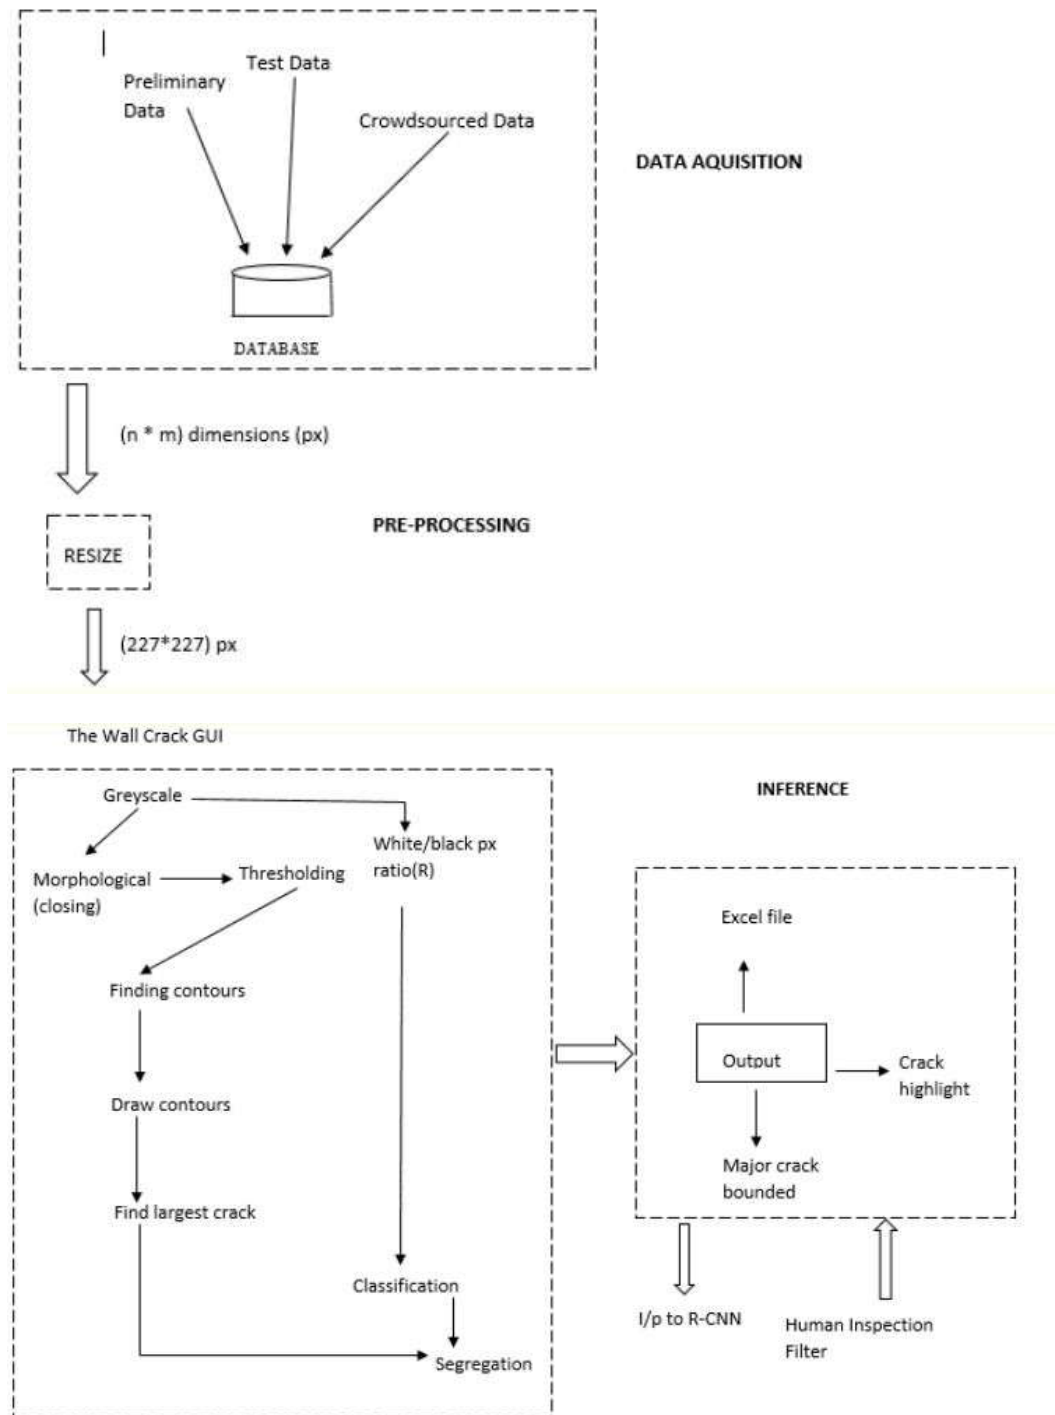 Test Data
Preliminary
Data
Crowdsourced Data
DATA AQUISITION
DATABASE
(n * m) dimensions (px)
PRE-PROCESSING
RESIZE
(227*227) px
The Wall Crack GUI
INFERENCE
Greyscale
White/black px
ratio(R)
Morphological
(closing)
Thresholding
Finding contours
Draw contours
Find largest crack
Classification
Segregation
Excel file
Output
Crack
highlight
Major crack
bounded
I/p to R-CNN
Human Inspection
Filter